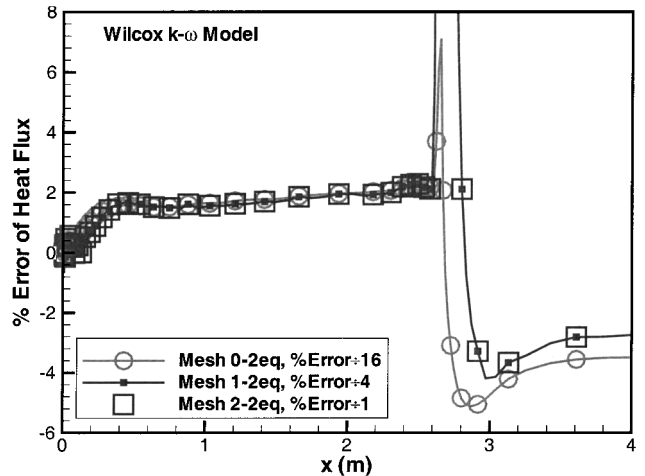 8
6
4
2
0
-2
-4
-6
% Error of Heat Flux
Wilcox k-ω Model
Mesh 0-2eq, %Error÷16
Mesh 1-2eq, %Error÷4
Mesh 2-2eq, %Error÷1
0 1 2 3 4
x (m)